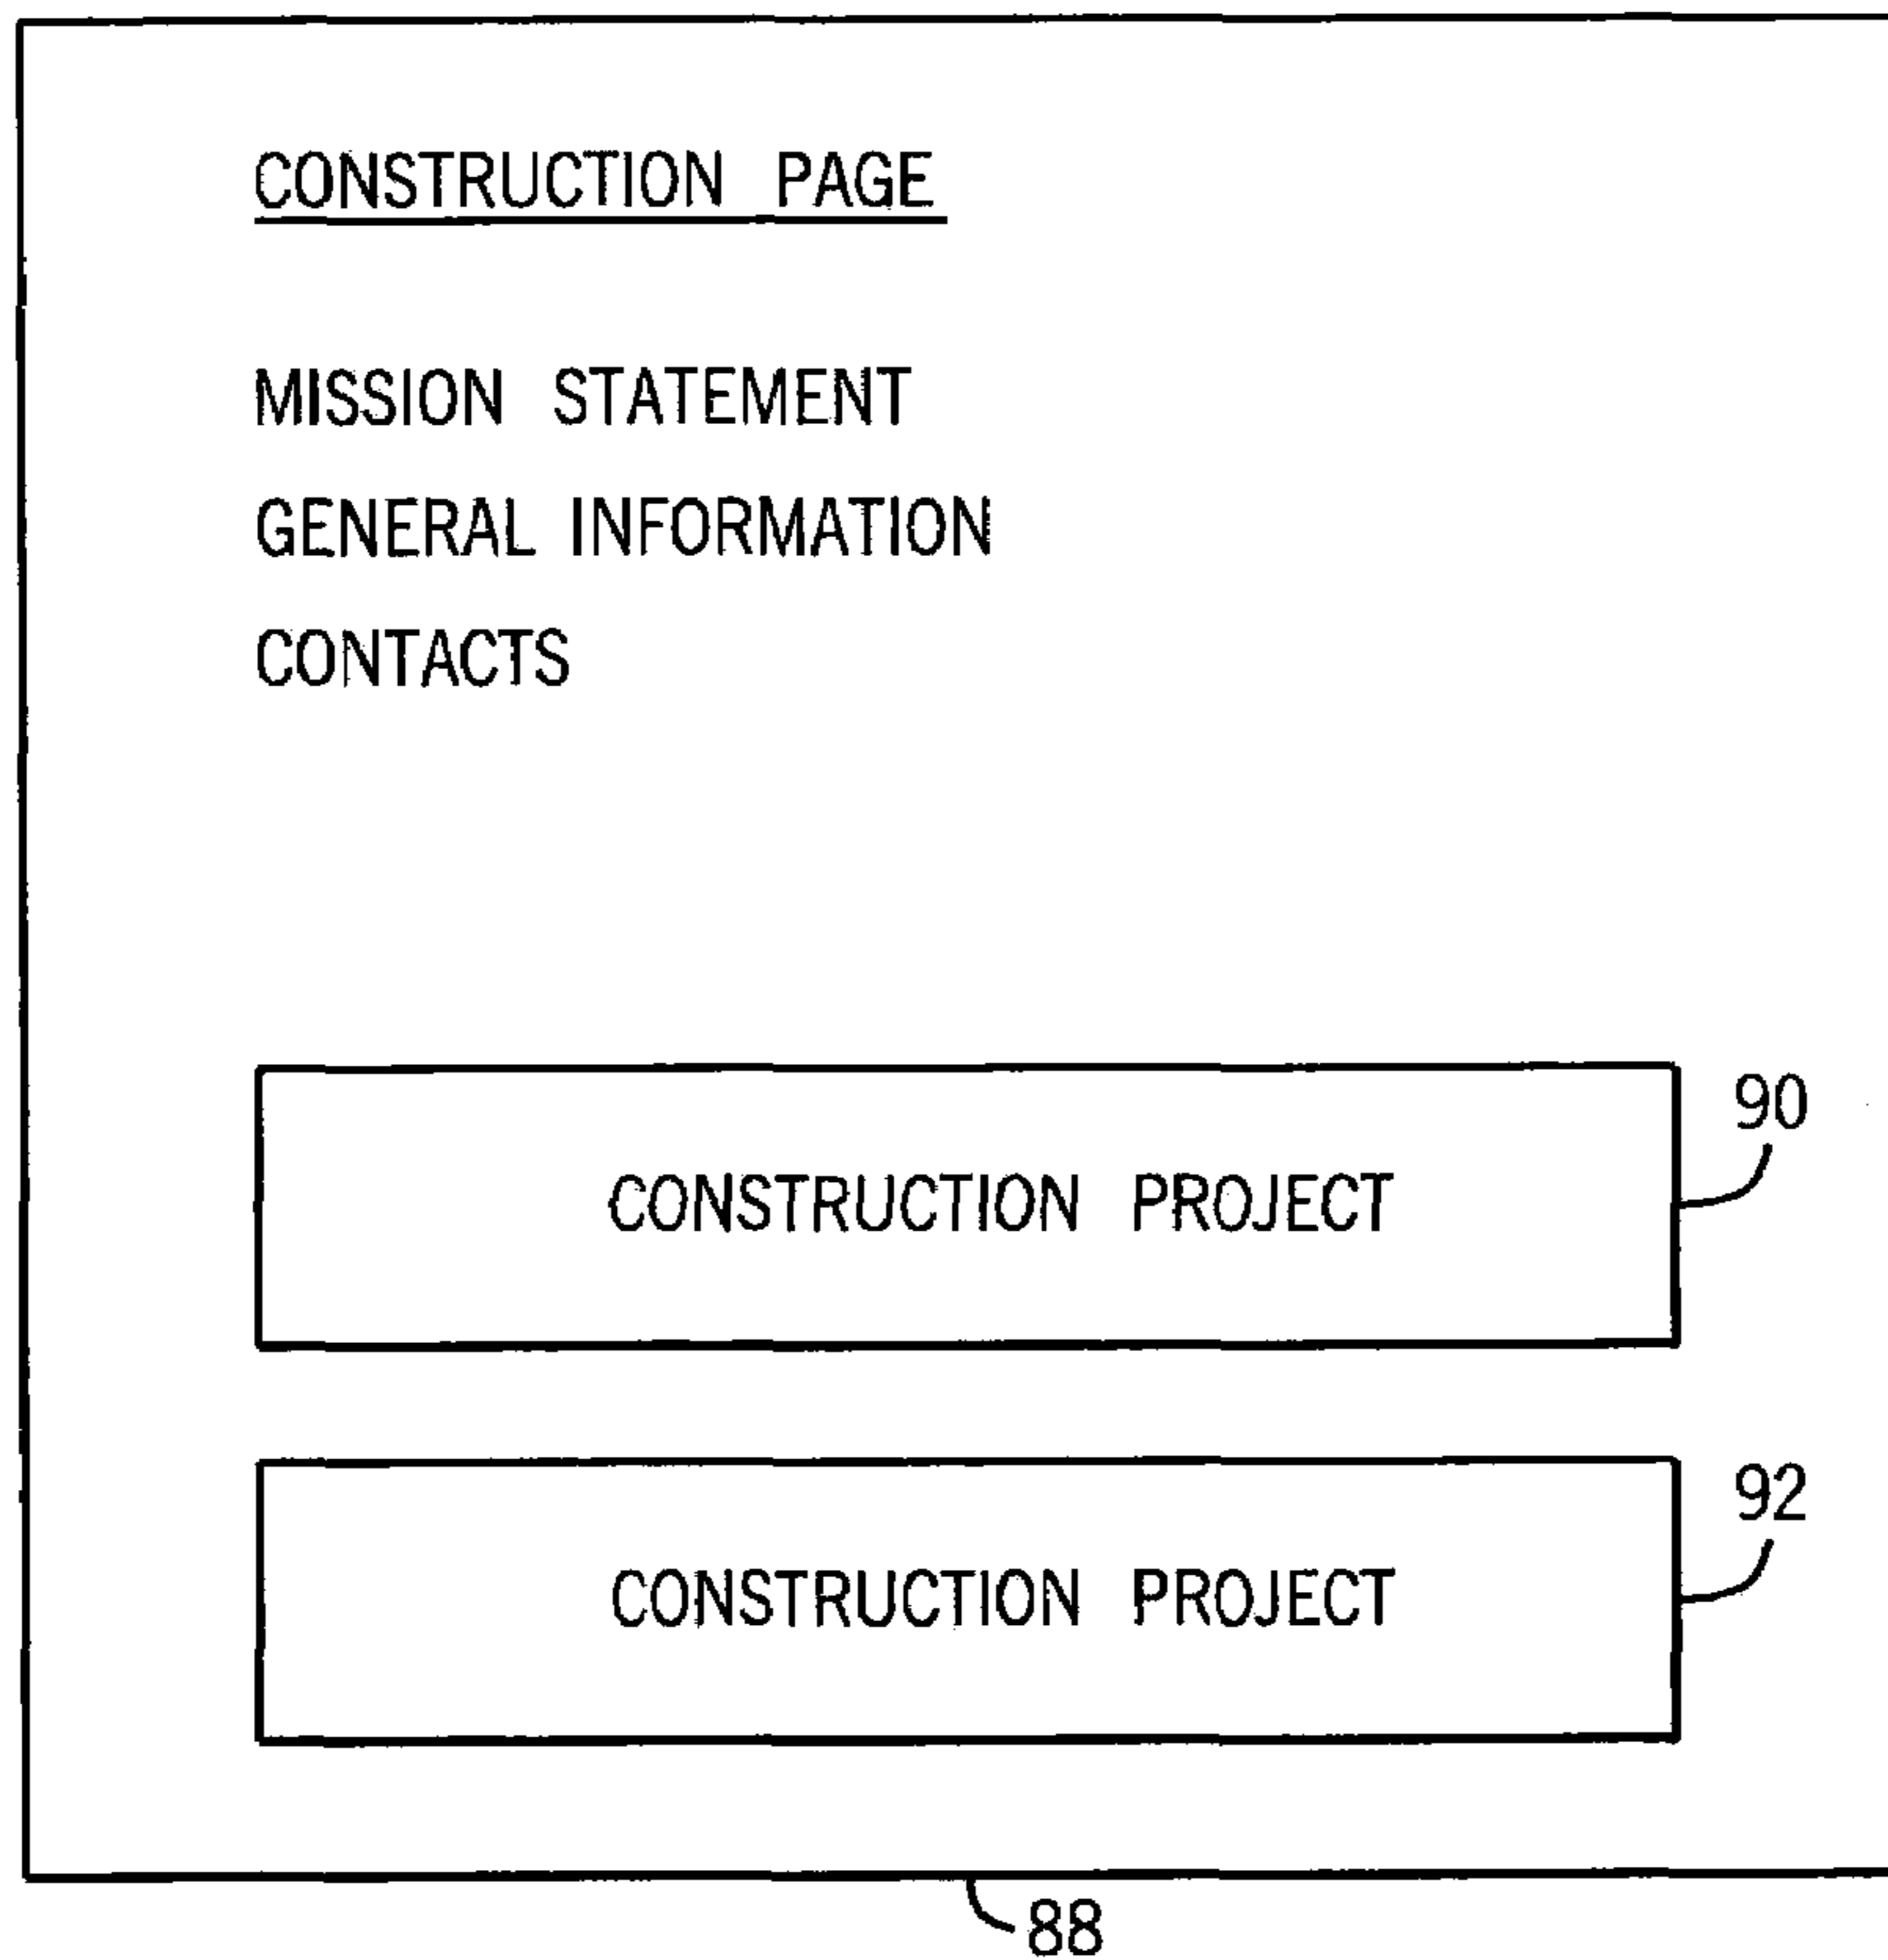 CONSTRUCTION PAGE
MISSION STATEMENT
GENERAL INFORMATION
CONTACTS
90
CONSTRUCTION PROJECT
92
CONSTRUCTION PROJECT
88